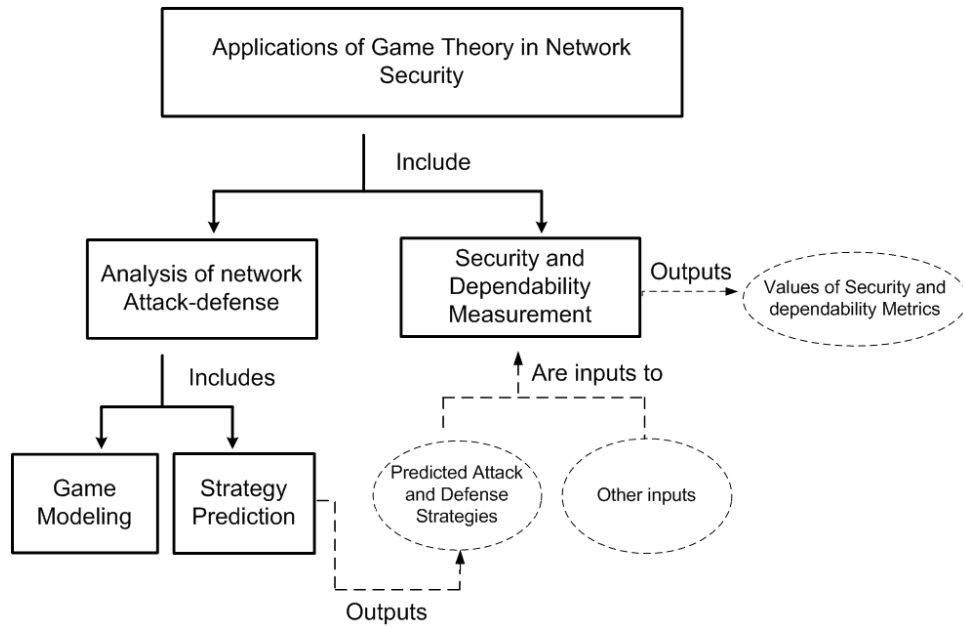 Applications of Game Theory in Network
Security
Include
Analysis of network
Attack-defense
Security and
Dependability
Measurement
Outputs
Values of Security and
dependability Metrics
Includes
Are inputs to
Game
Modeling
Strategy
Prediction
Predicted Attack
and Defense
Strategies
Other inputs
Outputs